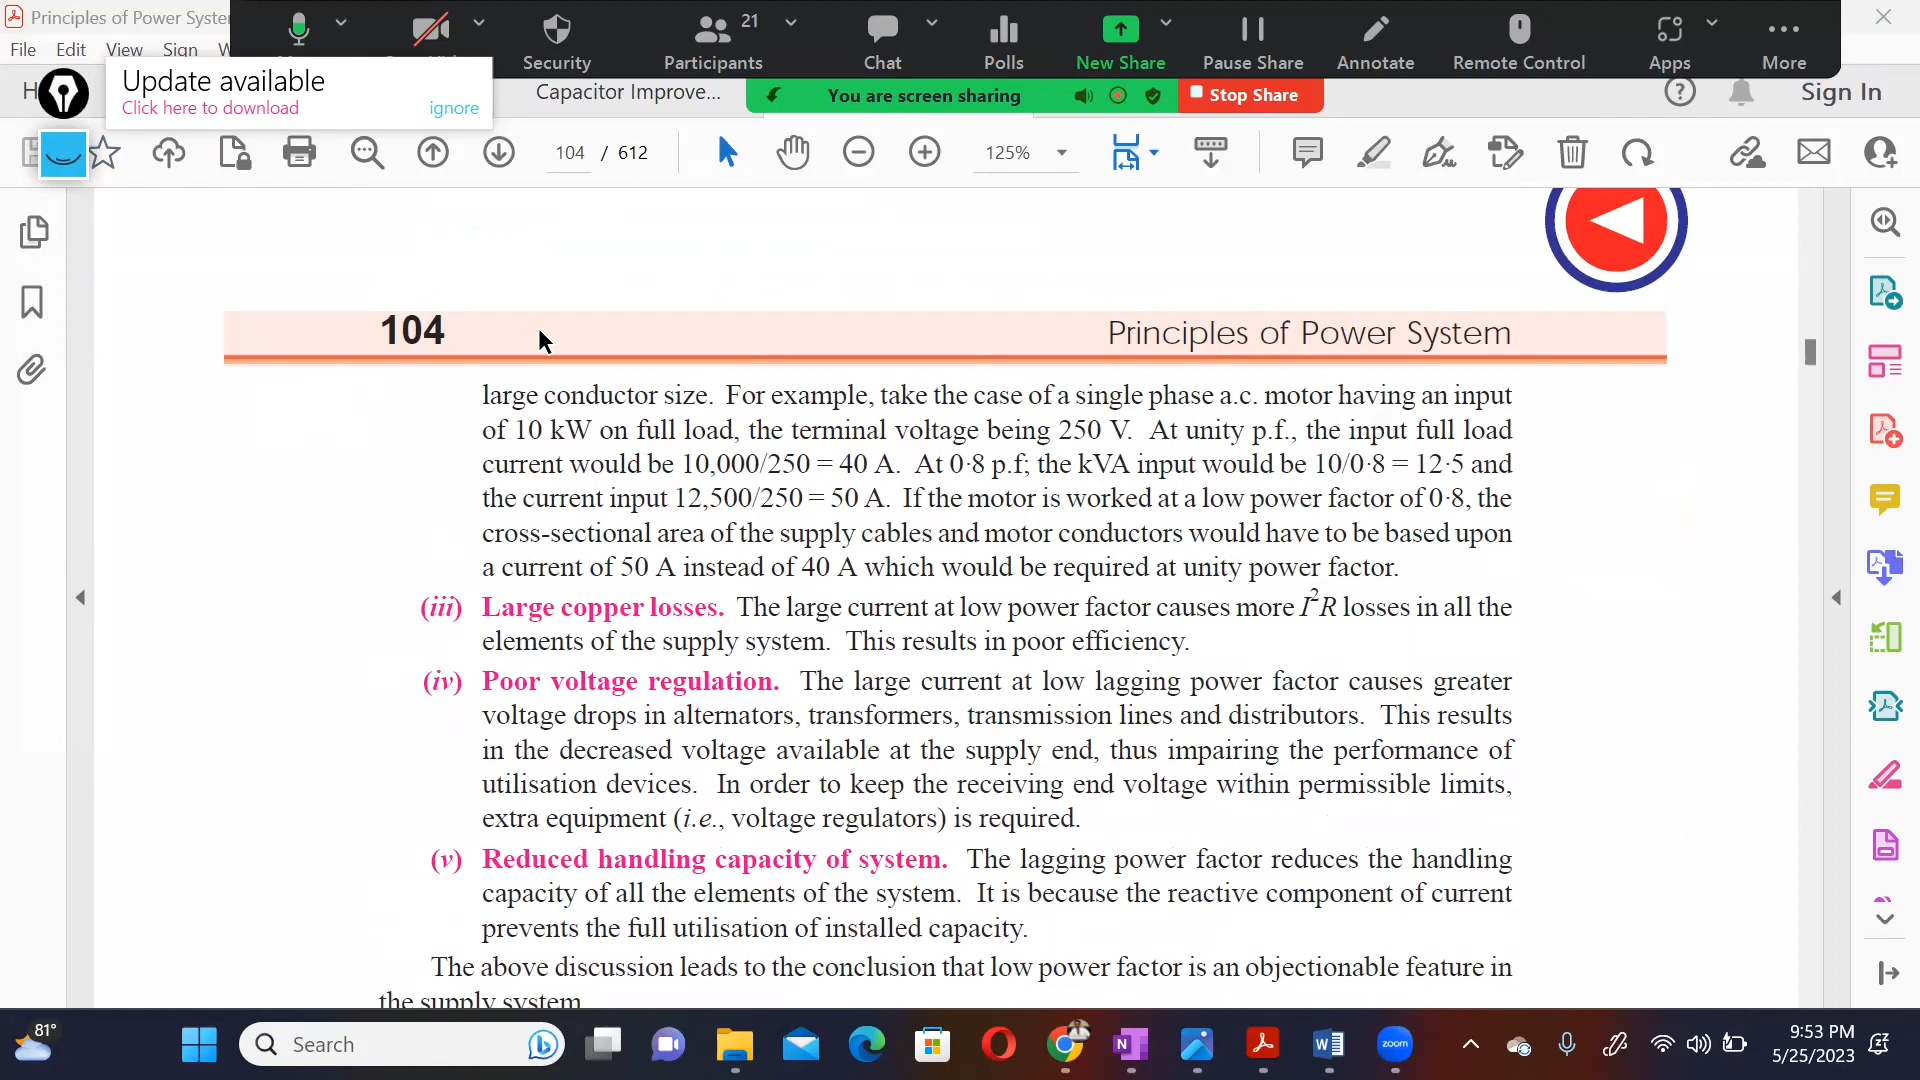 Principles of Power Syste
File Edit View Sign W
Update available
Click here to download ignore
Security
Participants 21
Chat
Polls
New Share
Pause Share
Annotate
Remote Control
Apps
More
H
Capacitor Improve...
You are screen sharing
Stop Share
Sign In
104 / 612
125%
104 Principles of Power System
large conductor size. For example, take the case of a single phase a.c. motor having an input
of 10 kW on full load, the terminal voltage being 250 V. At unity p.f., the input full load
current would be 10,000/250 = 40 A. At 0·8 p.f; the kVA input would be 10/0·8 = 12·5 and
the current input 12,500/250 = 50 A. If the motor is worked at a low power factor of 0·8, the
cross-sectional area of the supply cables and motor conductors would have to be based upon
a current of 50 A instead of 40 A which would be required at unity power factor.
(iii) Large copper losses. The large current at low power factor causes more I²R losses in all the
elements of the supply system. This results in poor efficiency.
(iv) Poor voltage regulation. The large current at low lagging power factor causes greater
voltage drops in alternators, transformers, transmission lines and distributors. This results
in the decreased voltage available at the supply end, thus impairing the performance of
utilisation devices. In order to keep the receiving end voltage within permissible limits,
extra equipment (i.e., voltage regulators) is required.
(v) Reduced handling capacity of system. The lagging power factor reduces the handling
capacity of all the elements of the system. It is because the reactive component of current
prevents the full utilisation of installed capacity.
The above discussion leads to the conclusion that low power factor is an objectionable feature in
the supply system
81°
Search
zoom
9:53 PM
5/25/2023